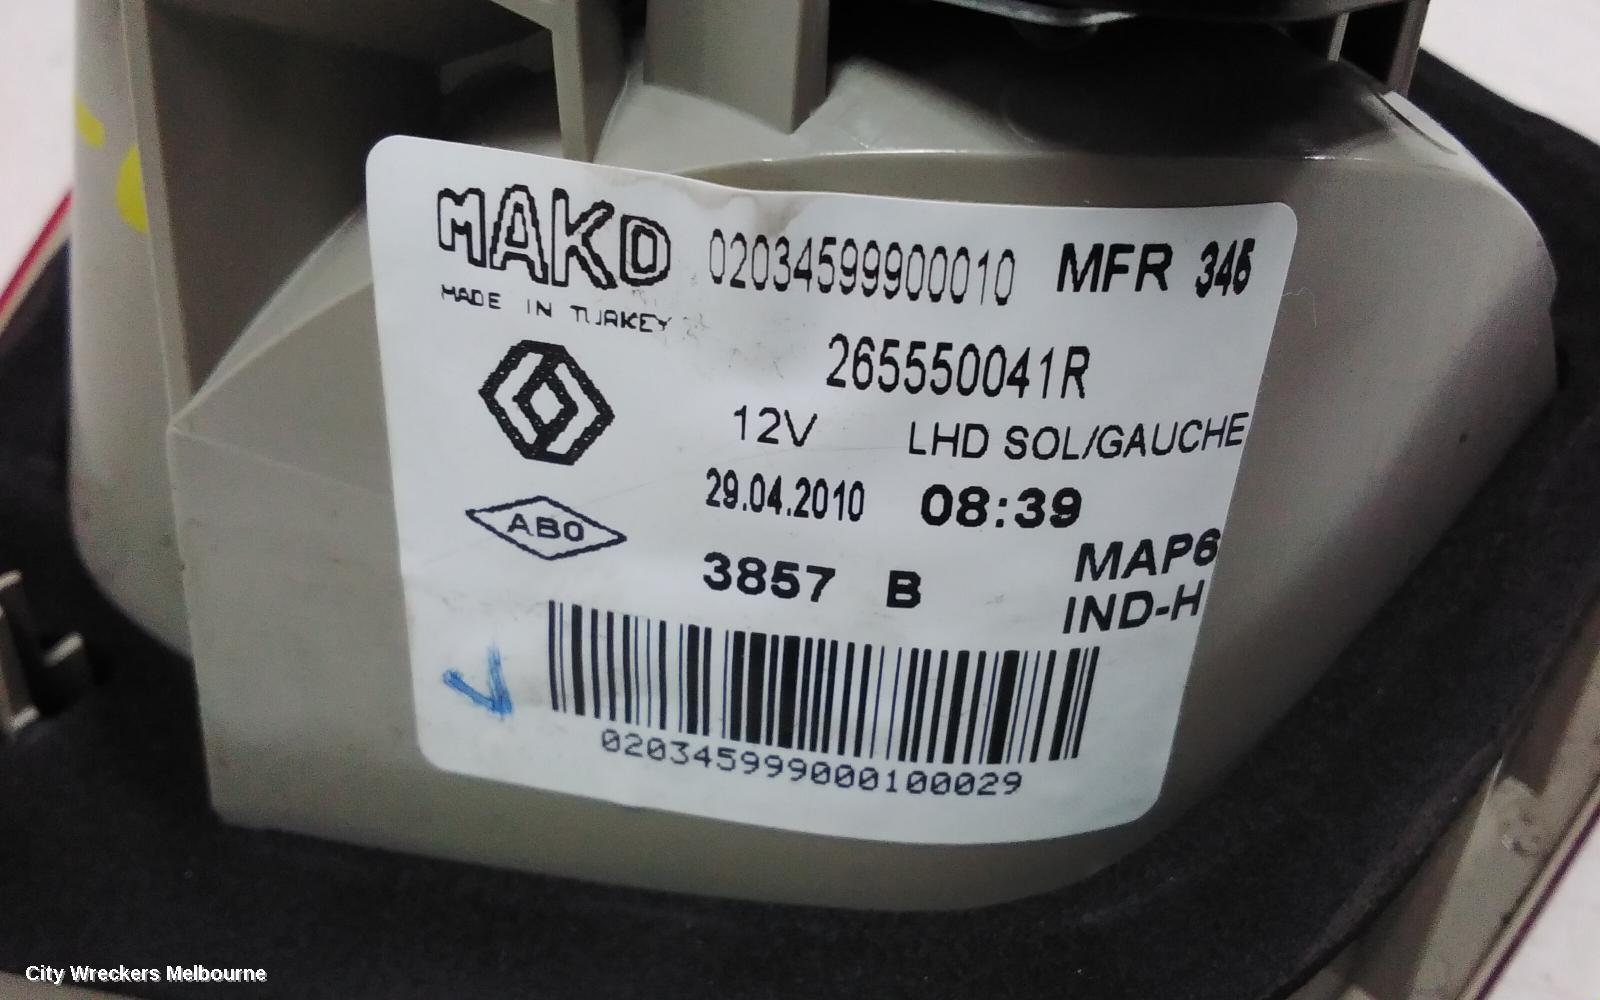 MAKO 02034599900010 MFR 345
MADE IN TURKEY
265550041R
12V LHD SOL/GAUCHE
29.04.2010 08:39
ABO
3857 B MAP6
IND-H
020345999000100029
City Wreckers Melbourne